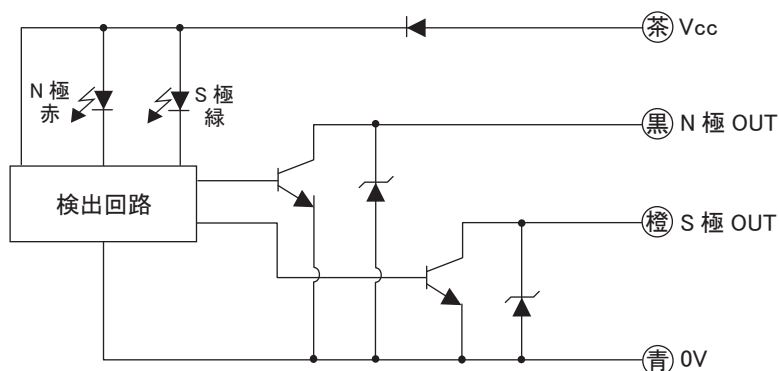 茶 Vcc
N 極
赤
S 極
緑
黒 N 極 OUT
検出回路
橙 S 極 OUT
青 0V